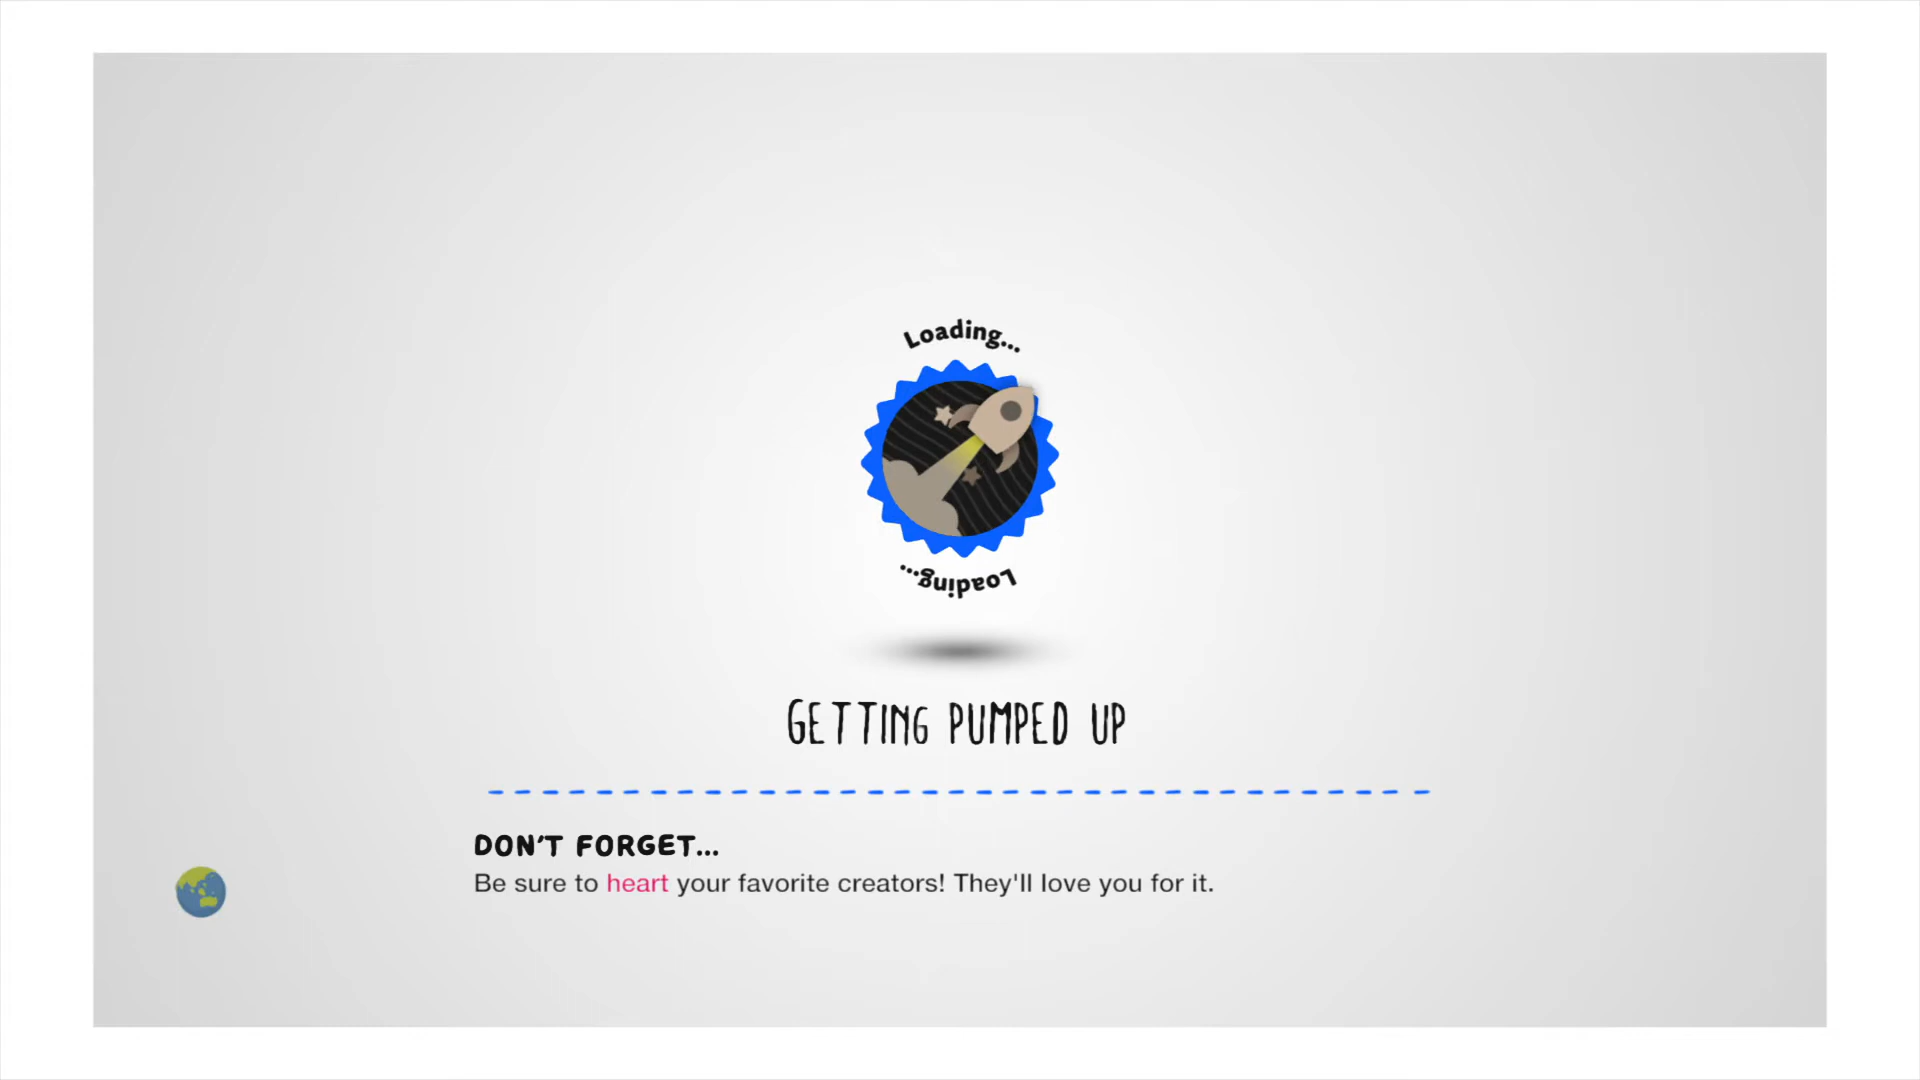 Loading...
Loading...
GETTING PUMPED UP
DON'T FORGET...
Be sure to heart your favorite creators! They'll love you for it.